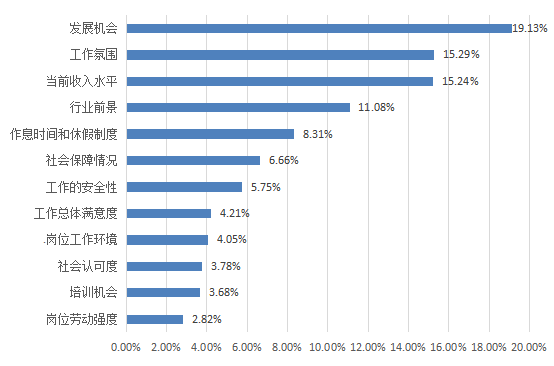 发展机会 19.13%
工作氛围 15.29%
当前收入水平 15.24%
行业前景 11.08%
作息时间和休假制度 8.31%
社会保障情况 6.66%
工作的安全性 5.75%
工作总体满意度 4.21%
.岗位工作环境 4.05%
社会认可度 3.78%
培训机会 3.68%
岗位劳动强度 2.82%
0.00% 2.00% 4.00% 6.00% 8.00% 10.00% 12.00% 14.00% 16.00% 18.00% 20.00%